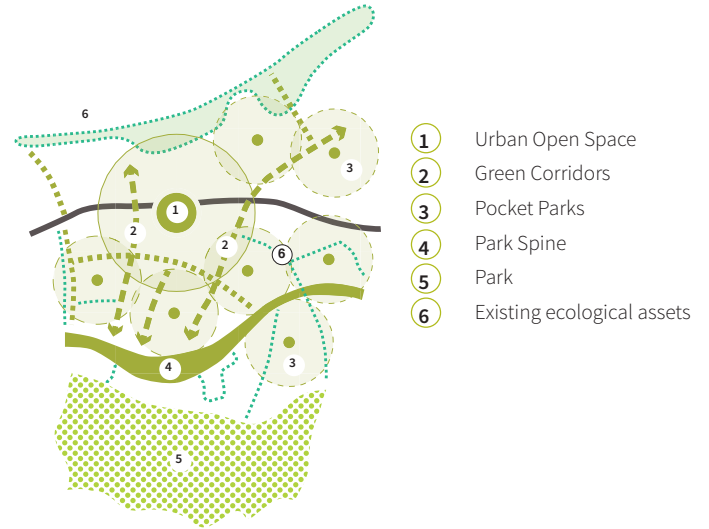 6
3
1
2
2
6
4
3
5
1 Urban Open Space
2 Green Corridors
3 Pocket Parks
4 Park Spine
5 Park
6 Existing ecological assets